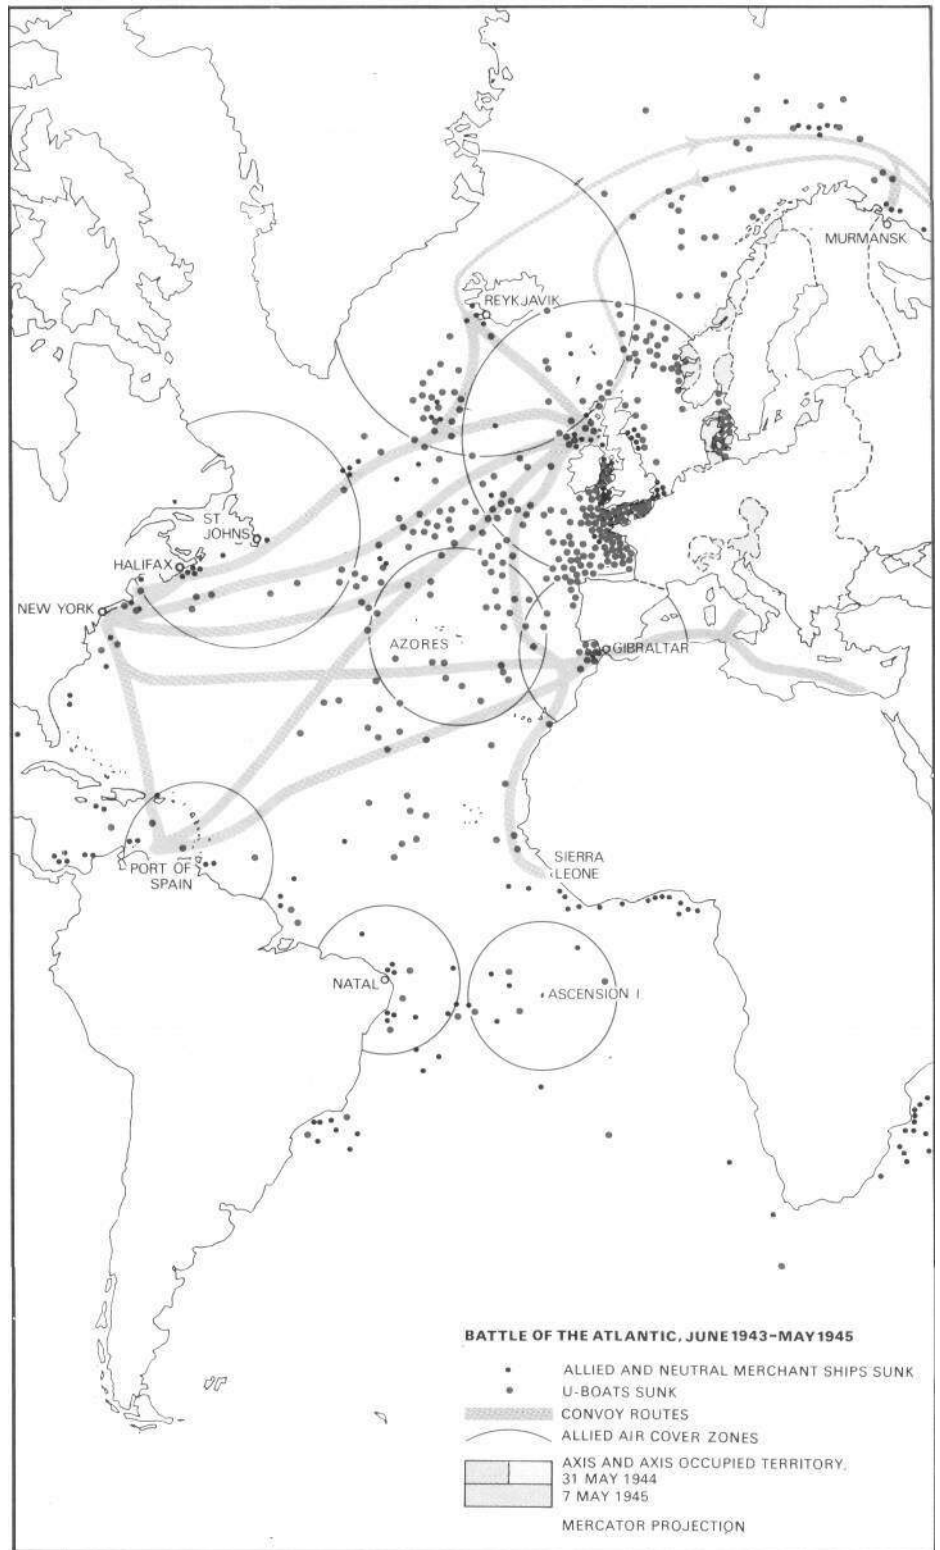 MURMANSK
REYKJAVIK
ST.
JOHNS
HALIFAX
NEW YORK
AZORES
GIBRALTAR
PORT OF
SPAIN
SIERRA
LEONE
NATAL
ASCENSION I.
BATTLE OF THE ATLANTIC, JUNE 1943–MAY 1945
ALLIED AND NEUTRAL MERCHANT SHIPS SUNK
U-BOATS SUNK
CONVOY ROUTES
ALLIED AIR COVER ZONES
AXIS AND AXIS OCCUPIED TERRITORY,
31 MAY 1944
7 MAY 1945
MERCATOR PROJECTION